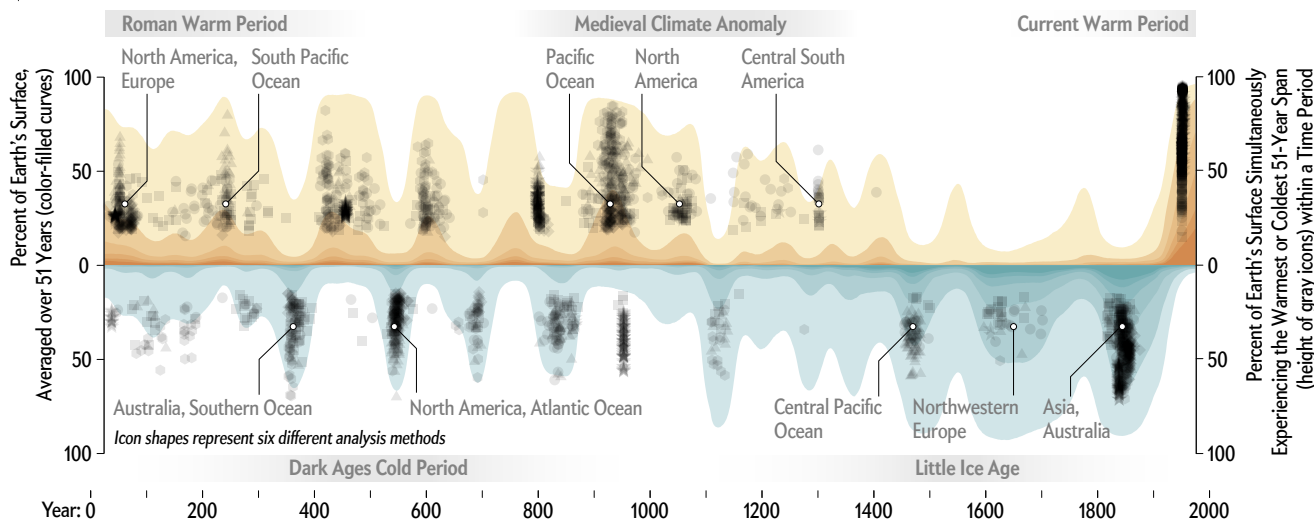 Roman Warm Period
Medieval Climate Anomaly
Current Warm Period
North America,
Europe
South Pacific
Ocean
Pacific
Ocean
North
America
Central South
America
Percent of Earth's Surface,
Averaged over 51 Years (color-filled curves)
100
50
0
50
100
100
50
0
50
100
Percent of Earth's Surface Simultaneously
Experiencing the Warmest or Coldest 51-Year Span
(height of gray icons) within a Time Period
Australia, Southern Ocean
North America, Atlantic Ocean
Central Pacific
Ocean
Northwestern
Europe
Asia,
Australia
Icon shapes represent six different analysis methods
Dark Ages Cold Period
Little Ice Age
Year: 0 200 400 600 800 1000 1200 1400 1600 1800 2000